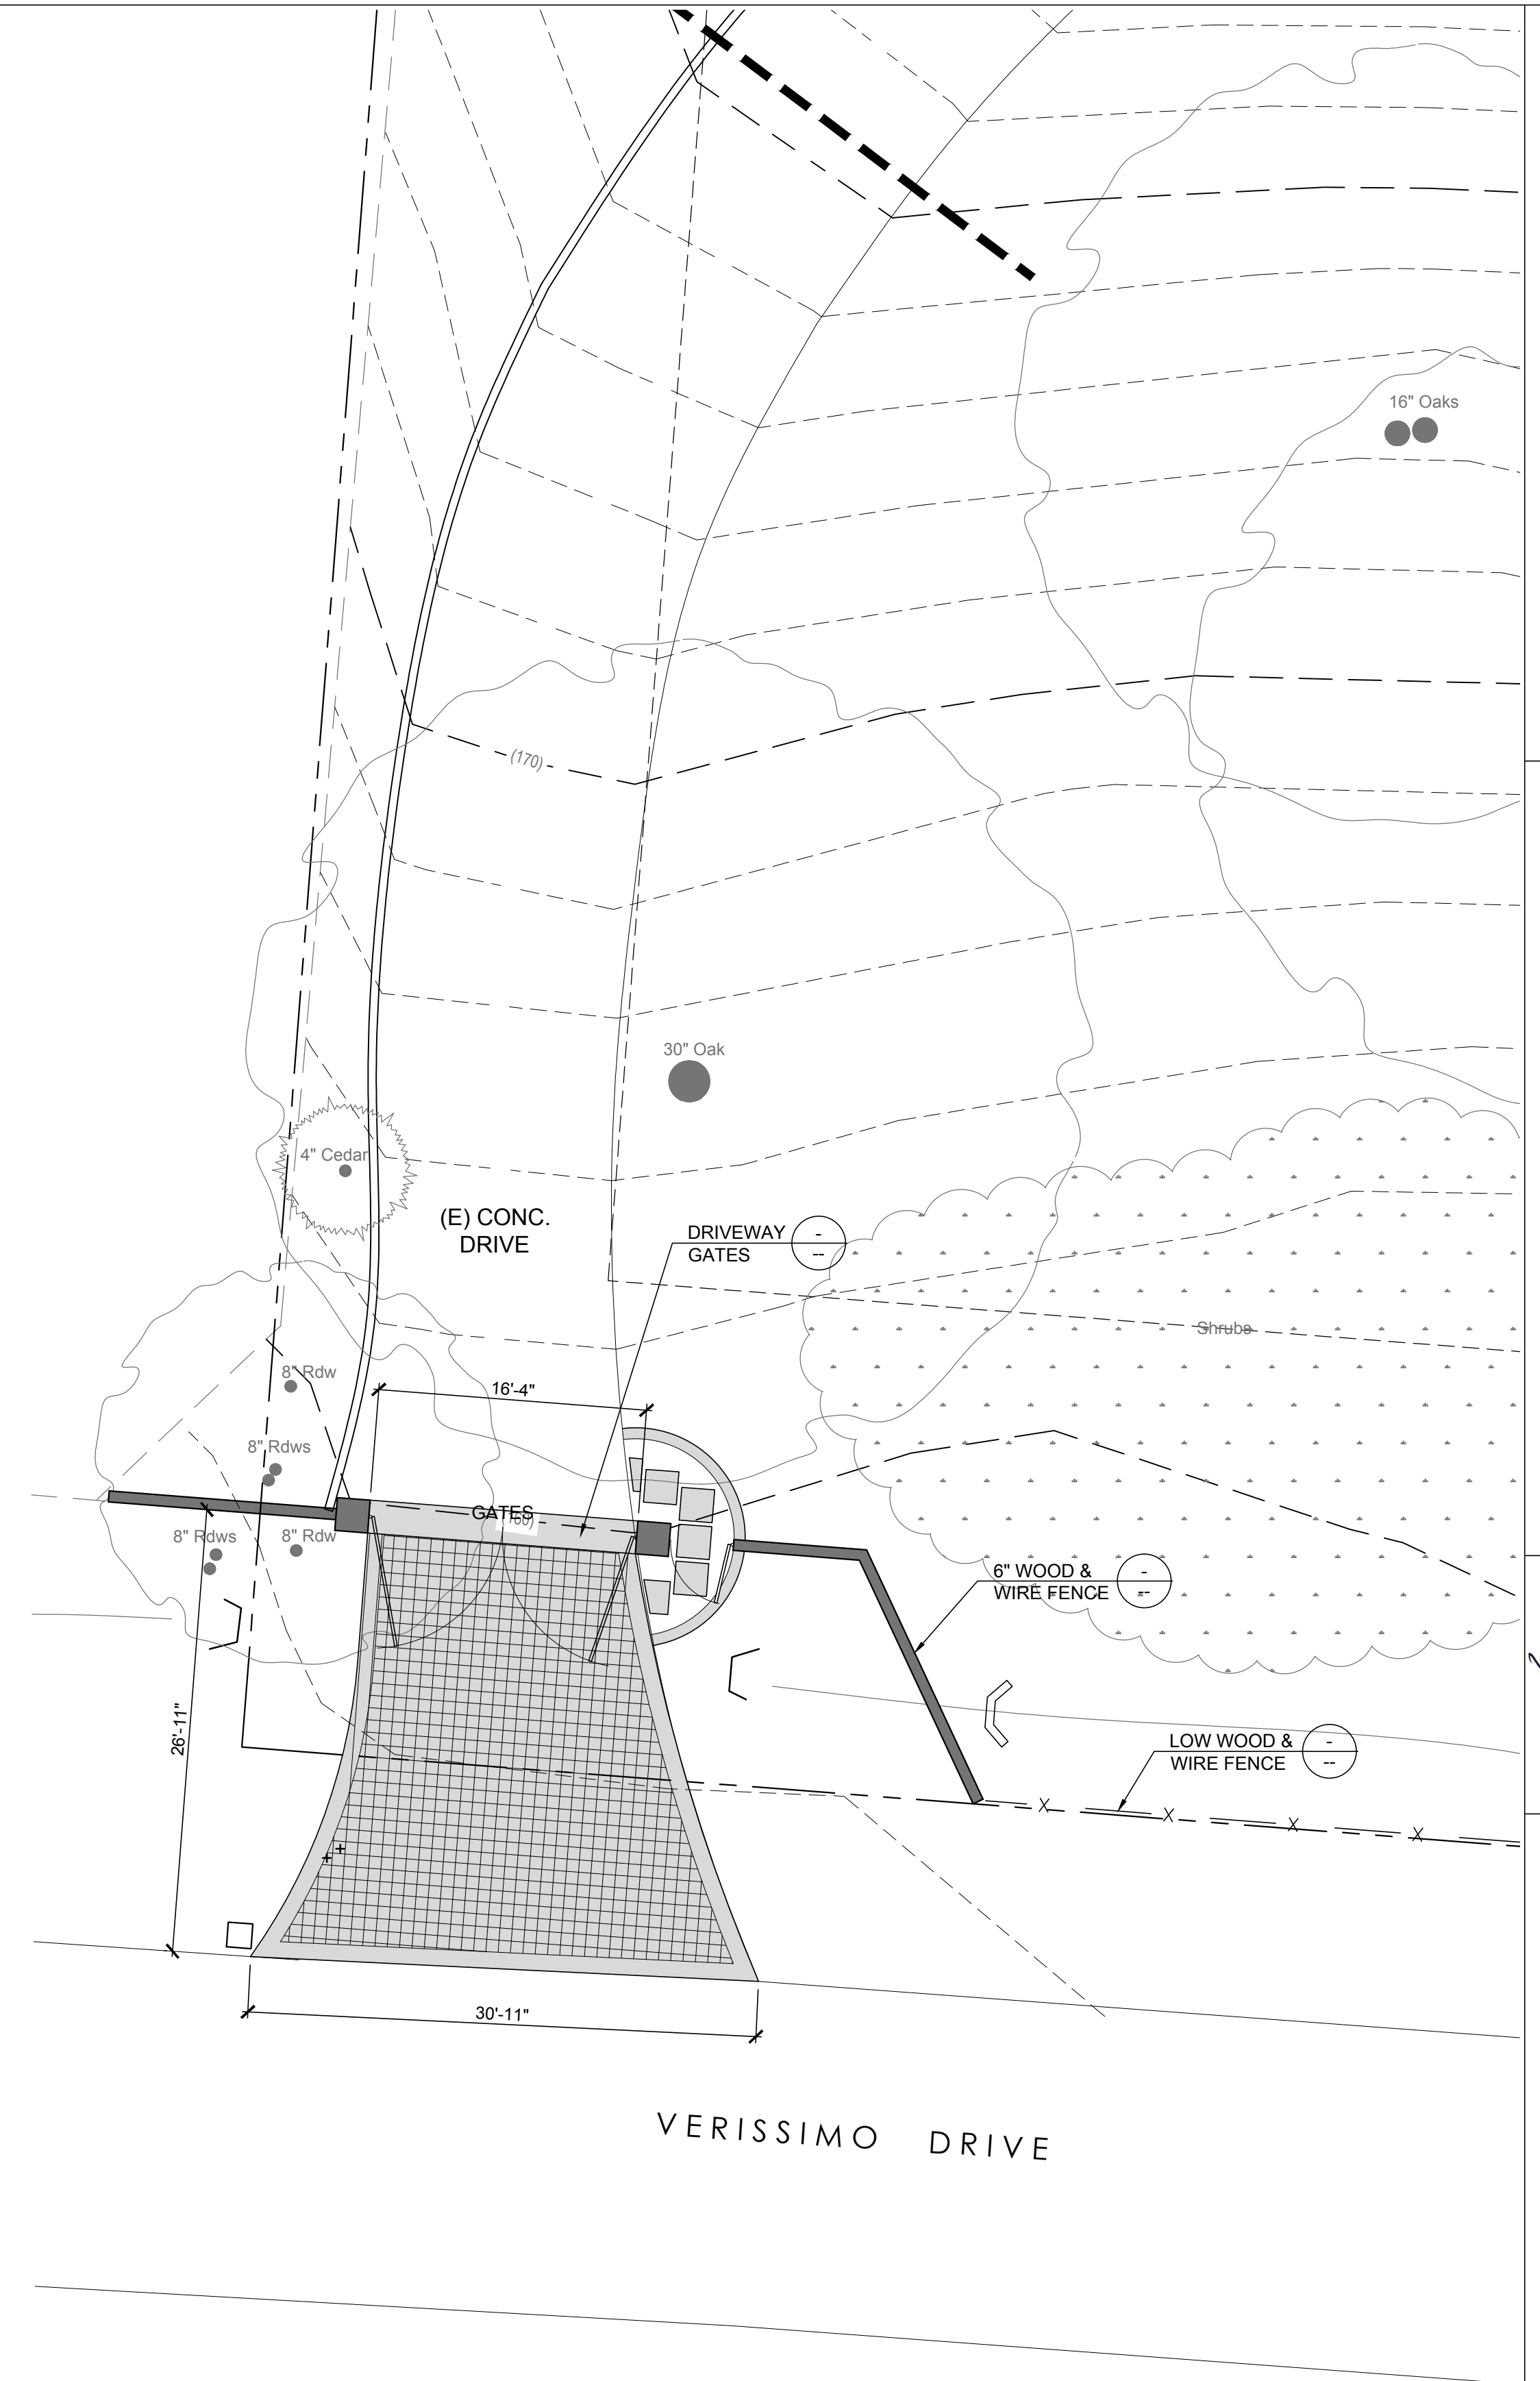 16" Oaks
(170)
30" Oak
4" Cedar
(E) CONC.
DRIVE
DRIVEWAY
GATES
-
--
Shrubs
8" Rdw
16'-4"
8" Rdws
GATES
(160)
8" Rdws
8" Rdw
6" WOOD &
WIRE FENCE
-
--
26'-11"
LOW WOOD &
WIRE FENCE
-
--
X X X X
30'-11"
VERISSIMO DRIVE